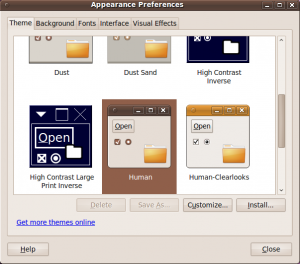 Appearance Preferences
Theme Background Fonts Interface Visual Effects
Dust
Dust Sand
High Contrast
Inverse
Open
Open
Open
High Contrast Large
Print Inverse
Human
Human-Clearlooks
Delete
Save As...
Customize...
Install...
Get more themes online
Help
Close